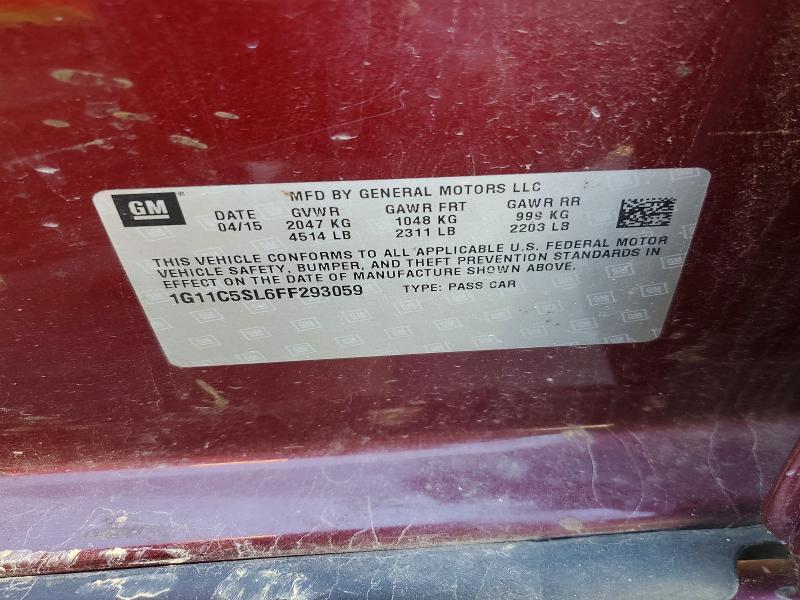 GM ® MFD BY GENERAL MOTORS LLC
DATE GVWR GAWR FRT GAWR RR
04/15 2047 KG 1048 KG 999 KG
4514 LB 2311 LB 2203 LB
THIS VEHICLE CONFORMS TO ALL APPLICABLE U.S. FEDERAL MOTOR
VEHICLE SAFETY, BUMPER, AND THEFT PREVENTION STANDARDS IN
EFFECT ON THE DATE OF MANUFACTURE SHOWN ABOVE.
1G11C5SL6FF293059 TYPE: PASS CAR